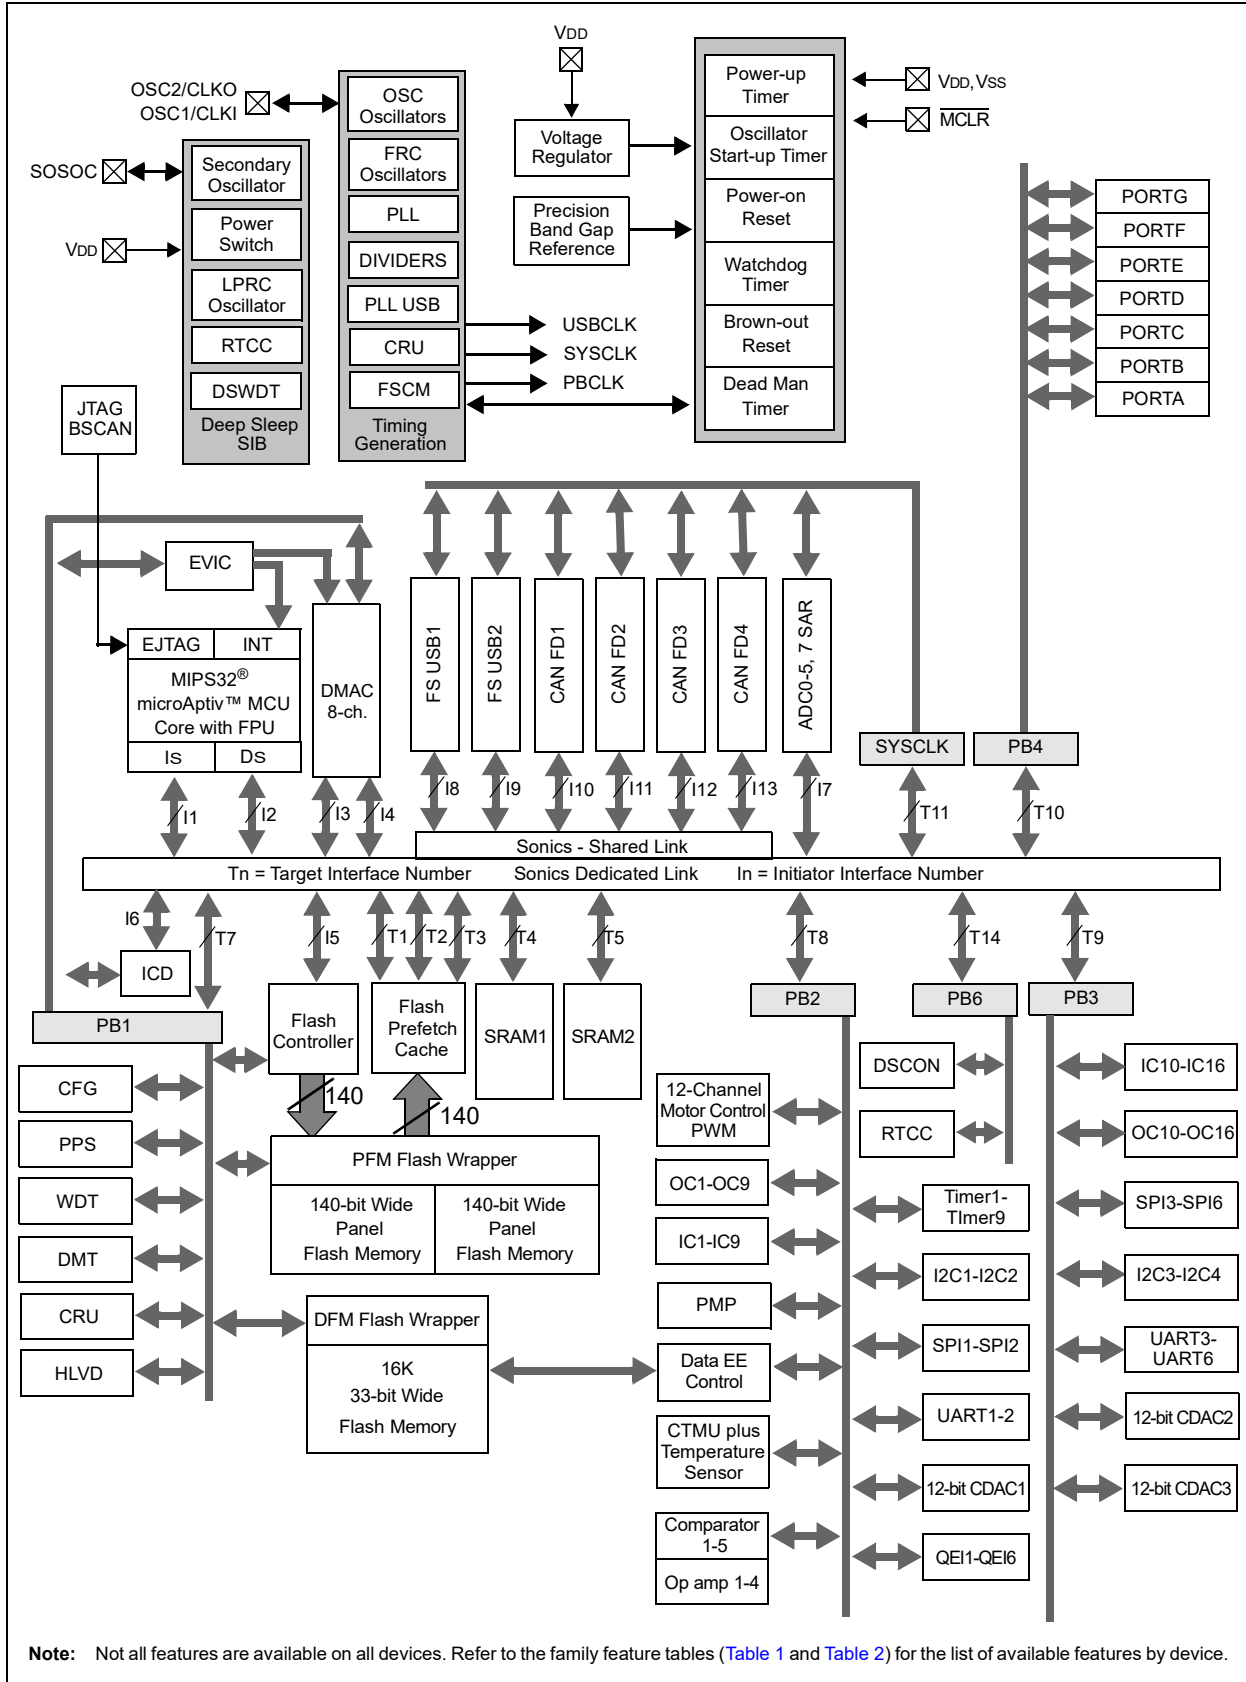 VDD
OSC2/CLKO
OSC1/CLKI
OSC
Oscillators
FRC
Oscillators
PLL
DIVIDERS
PLL USB
CRU
FSCM
Timing
Generation
SOSOC
VDD
Secondary
Oscillator
Power
Switch
LPRC
Oscillator
RTCC
DSWDT
Deep Sleep
SIB
Voltage
Regulator
Precision
Band Gap
Reference
USBCLK
SYSCLK
PBCLK
Power-up
Timer
Oscillator
Start-up Timer
Power-on
Reset
Watchdog
Timer
Brown-out
Reset
Dead Man
Timer
VDD, VSS
MCLR
PORTG
PORTF
PORTE
PORTD
PORTC
PORTB
PORTA
JTAG
BSCAN
EVIC
EJTAG
INT
MIPS32®
microAptiv™ MCU
Core with FPU
IS
DS
DMAC
8-ch.
FS USB1
FS USB2
CAN FD1
CAN FD2
CAN FD3
CAN FD4
ADC0-5, 7 SAR
SYSCLK
PB4
I1
I2
I3
I4
I8
I9
I10
I11
I12
I13
I7
T11
T10
Sonics - Shared Link
Tn = Target Interface Number
Sonics Dedicated Link
In = Initiator Interface Number
I6
T7
I5
T1
T2
T3
T4
T5
T8
T14
T9
ICD
PB1
Flash
Controller
Flash
Prefetch
Cache
SRAM1
SRAM2
PB2
PB6
PB3
140
140
CFG
PPS
WDT
DMT
CRU
HLVD
PFM Flash Wrapper
140-bit Wide
Panel
Flash Memory
140-bit Wide
Panel
Flash Memory
DFM Flash Wrapper
16K
33-bit Wide
Flash Memory
12-Channel
Motor Control
PWM
OC1-OC9
IC1-IC9
PMP
Data EE
Control
CTMU plus
Temperature
Sensor
Comparator
1-5
Op amp 1-4
DSCON
RTCC
Timer1-
TImer9
I2C1-I2C2
SPI1-SPI2
UART1-2
12-bit CDAC1
QEI1-QEI6
IC10-IC16
OC10-OC16
SPI3-SPI6
I2C3-I2C4
UART3-
UART6
12-bit CDAC2
12-bit CDAC3
Note: Not all features are available on all devices. Refer to the family feature tables (Table 1 and Table 2) for the list of available features by device.